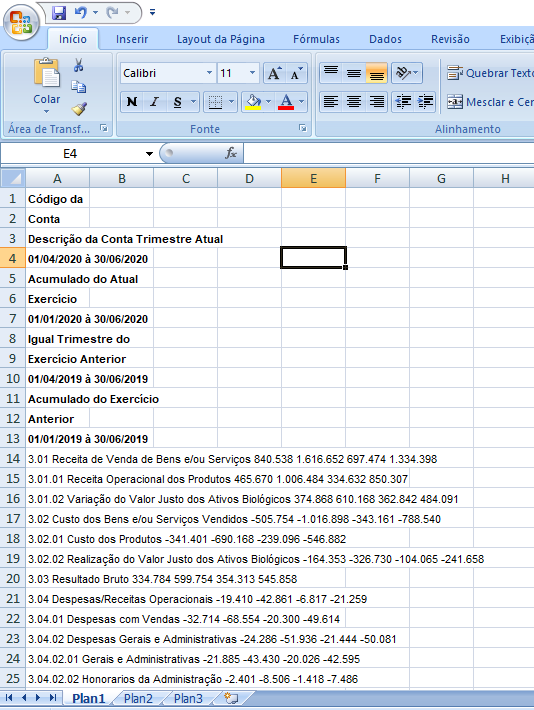 Início Inserir Layout da Página Fórmulas Dados Revisão Exibiçã
Colar
Calibri 11 A A
N I S A
Quebrar Texto
Mesclar e Cen
Área de Transf... Fonte Alinhamento
E4 fx
A B C D E F G H
1 Código da
2 Conta
3 Descrição da Conta Trimestre Atual
4 01/04/2020 à 30/06/2020
5 Acumulado do Atual
6 Exercício
7 01/01/2020 à 30/06/2020
8 Igual Trimestre do
9 Exercício Anterior
10 01/04/2019 à 30/06/2019
11 Acumulado do Exercício
12 Anterior
13 01/01/2019 à 30/06/2019
14 3.01 Receita de Venda de Bens e/ou Serviços 840.538 1.616.652 697.474 1.334.398
15 3.01.01 Receita Operacional dos Produtos 465.670 1.006.484 334.632 850.307
16 3.01.02 Variação do Valor Justo dos Ativos Biológicos 374.868 610.168 362.842 484.091
17 3.02 Custo dos Bens e/ou Serviços Vendidos -505.754 -1.016.898 -343.161 -788.540
18 3.02.01 Custo dos Produtos -341.401 -690.168 -239.096 -546.882
19 3.02.02 Realização do Valor Justo dos Ativos Biológicos -164.353 -326.730 -104.065 -241.658
20 3.03 Resultado Bruto 334.784 599.754 354.313 545.858
21 3.04 Despesas/Receitas Operacionais -19.410 -42.861 -6.817 -21.259
22 3.04.01 Despesas com Vendas -32.714 -68.554 -20.300 -49.614
23 3.04.02 Despesas Gerais e Administrativas -24.286 -51.936 -21.444 -50.081
24 3.04.02.01 Gerais e Administrativas -21.885 -43.430 -20.026 -42.595
25 3.04.02.02 Honorarios da Administração -2.401 -8.506 -1.418 -7.486
Plan1 Plan2 Plan3